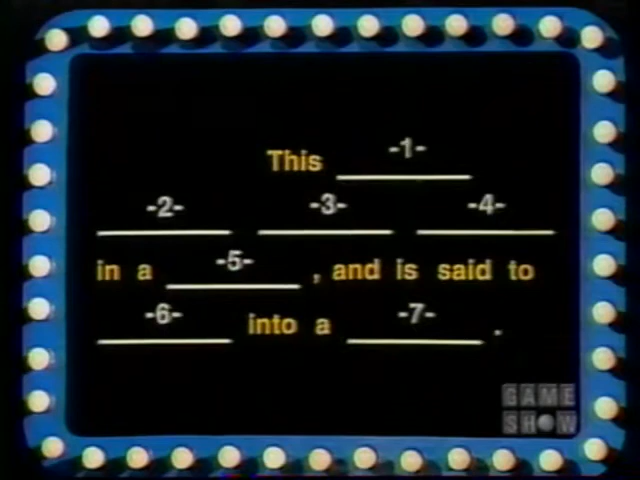 This -1-
-2- -3- -4-
in a -5- , and is said to
-6- into a -7- .
GAME
SHOW